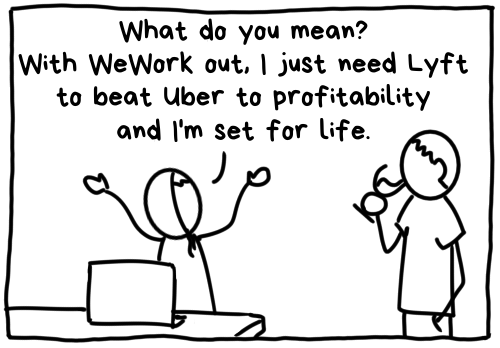 What do you mean?
With WeWork out, I just need Lyft
to beat Uber to profitability
and I'm set for life.